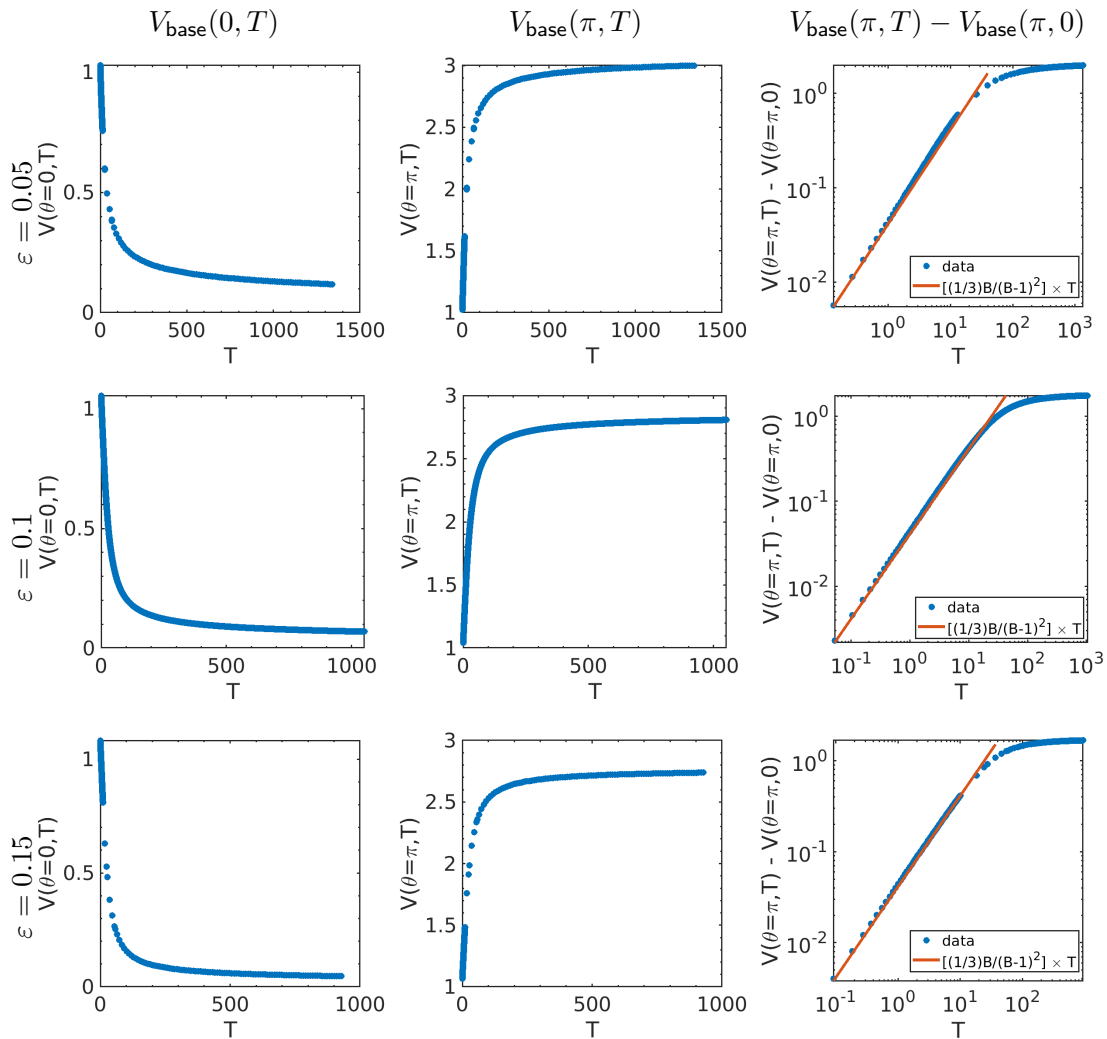 V_base(0, T) V_base(π, T) V_base(π, T) − V_base(π, 0)
ε = 0.05
V(θ=0,T)
1
0.5
0
0 500 1000 1500
T
V(θ=π,T)
3
2.5
2
1.5
1
0 500 1000 1500
T
V(θ=π,T) - V(θ=π,0)
10^0
10^-1
10^-2
10^0 10^1 10^2 10^3
T
data
[(1/3)B/(B-1)^2] × T
ε = 0.1
V(θ=0,T)
1
0.5
0
0 500 1000
T
V(θ=π,T)
3
2.5
2
1.5
1
0 500 1000
T
V(θ=π,T) - V(θ=π,0)
10^0
10^-1
10^-2
10^-1 10^0 10^1 10^2 10^3
T
data
[(1/3)B/(B-1)^2] × T
ε = 0.15
V(θ=0,T)
1
0.5
0
0 500 1000
T
V(θ=π,T)
3
2.5
2
1.5
1
0 500 1000
T
V(θ=π,T) - V(θ=π,0)
10^0
10^-1
10^-2
10^-1 10^0 10^1 10^2
T
data
[(1/3)B/(B-1)^2] × T